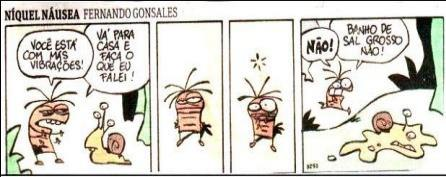 NÍQUEL NÁUSEA FERNANDO GONSALES
VOCÊ ESTÁ
COM MÁS
VIBRAÇÕES!
VÁ PARA
CASA E
FAÇA O
QUE EU
FALEI!
NÃO!
BANHO DE
SAL GROSSO
NÃO!